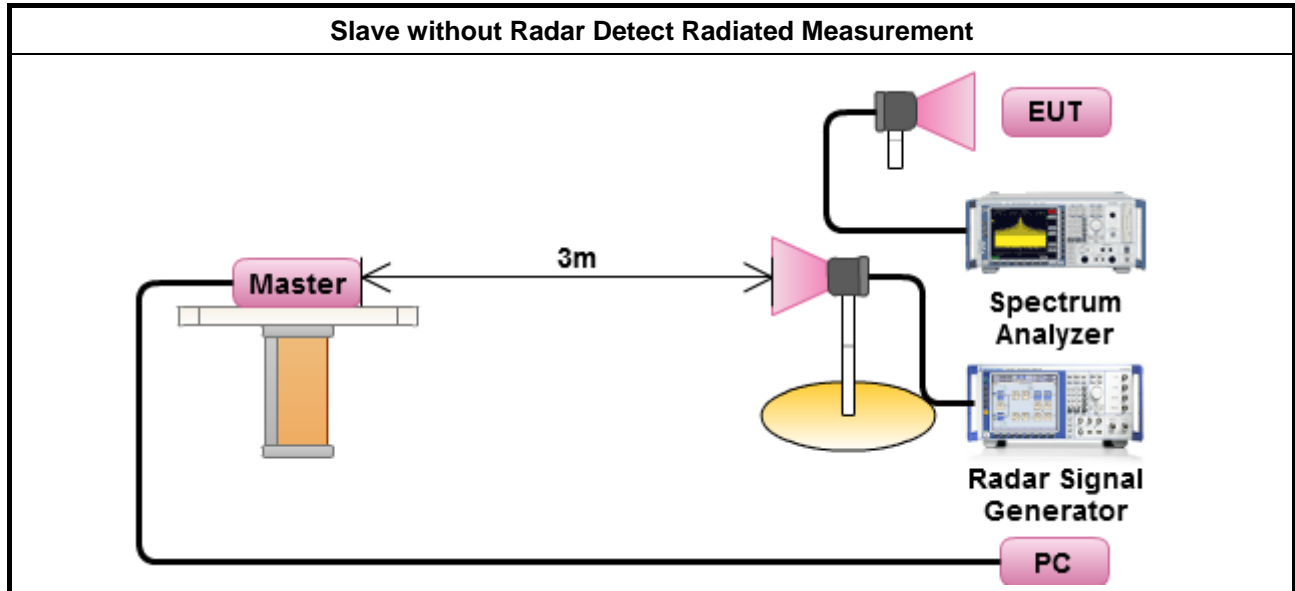 Slave without Radar Detect Radiated Measurement
EUT
3m
Master
Spectrum
Analyzer
Radar Signal
Generator
PC